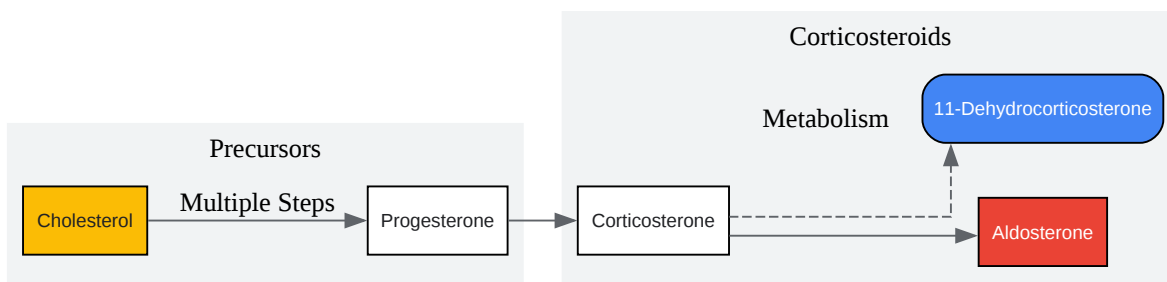 Corticosteroids
11-Dehydrocorticosterone
Metabolism
Precursors
Multiple Steps
Cholesterol
Progesterone
Corticosterone
Aldosterone